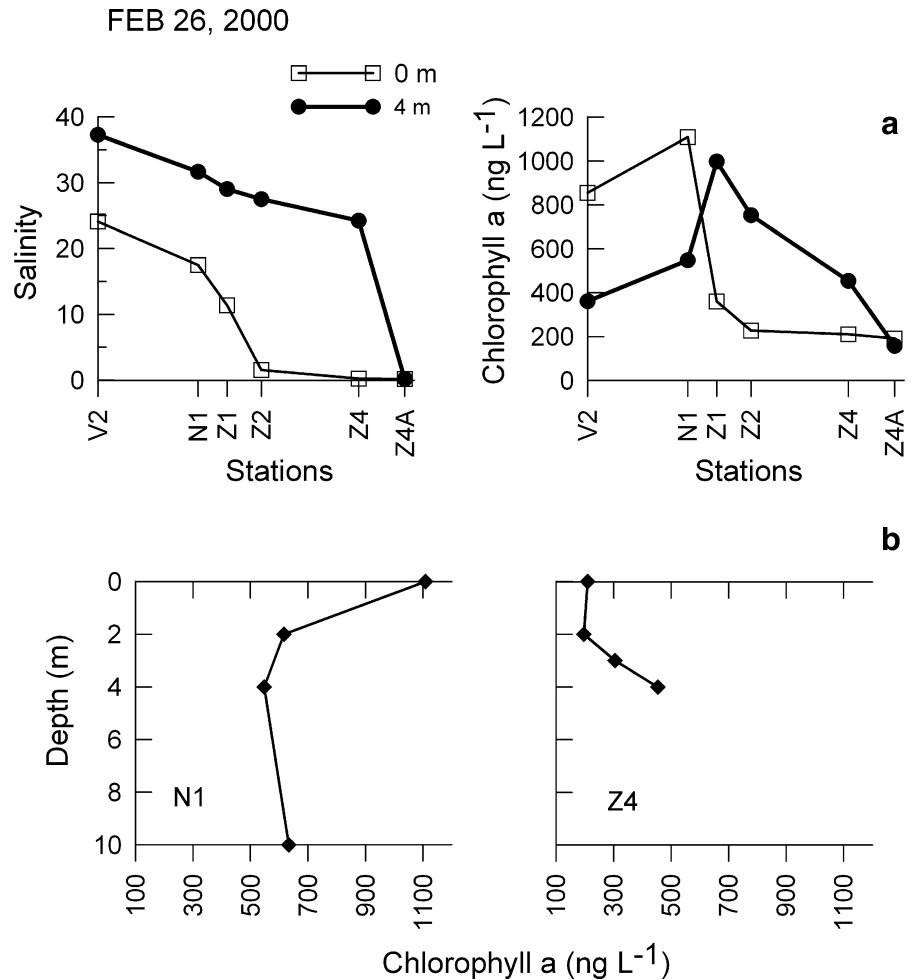 FEB 26, 2000
0 m
4 m
a
Salinity
40
30
20
10
0
V2
N1
Z1
Z2
Z4
Z4A
Stations
Chlorophyll a (ng L-1)
1200
1000
800
600
400
200
0
V2
N1
Z1
Z2
Z4
Z4A
Stations
b
Depth (m)
0
2
4
6
8
10
N1
100
300
500
700
900
1100
Z4
100
300
500
700
900
1100
Chlorophyll a (ng L-1)